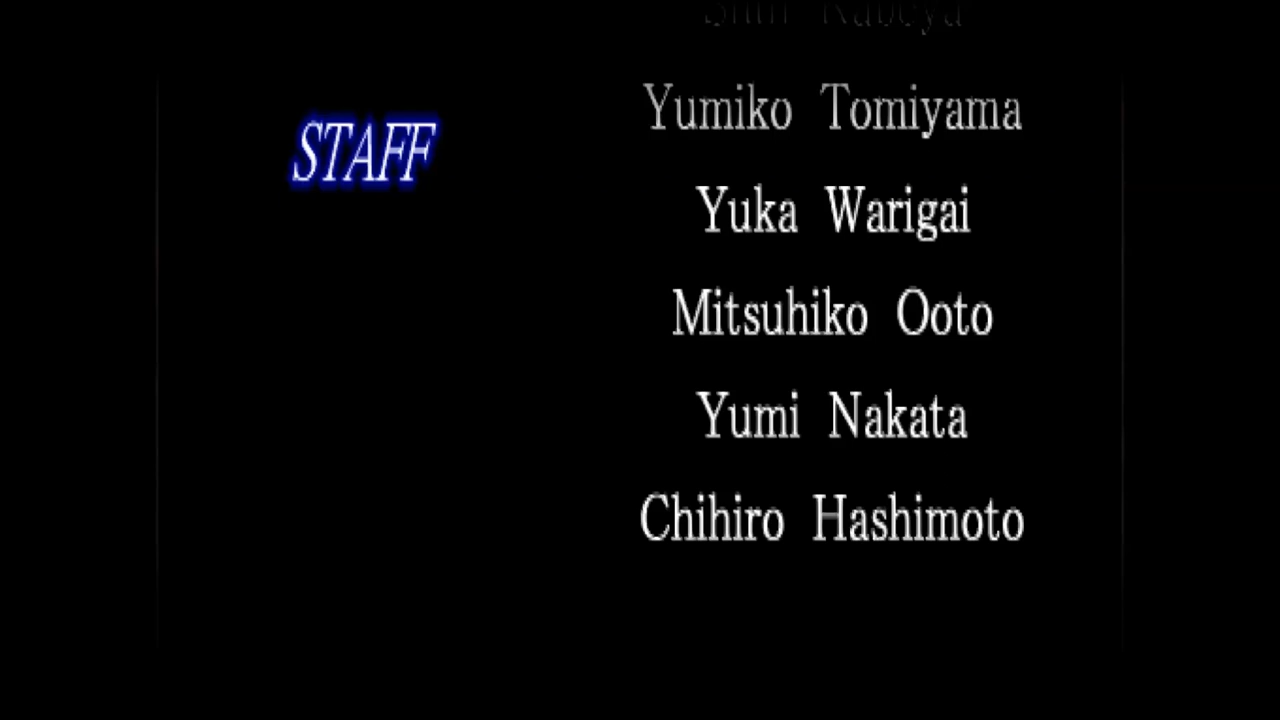 Yumiko Tomiyama
STAFF
Yuka Warigai
Mitsuhiko Ooto
Yumi Nakata
Chihiro Hashimoto